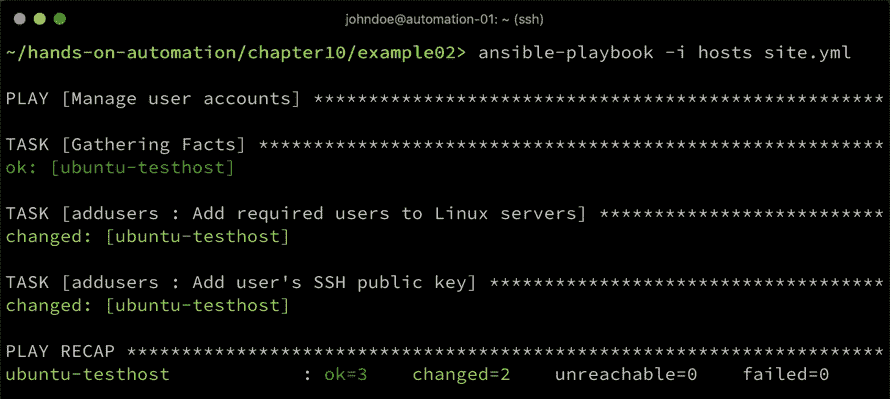 johndoe@automation-01: ~ (ssh)
~/hands-on-automation/chapter10/example02> ansible-playbook -i hosts site.yml
PLAY [Manage user accounts] ****************************************************
TASK [Gathering Facts] *********************************************************
ok: [ubuntu-testhost]
TASK [addusers : Add required users to Linux servers] **************************
changed: [ubuntu-testhost]
TASK [addusers : Add user's SSH public key] ************************************
changed: [ubuntu-testhost]
PLAY RECAP *********************************************************************
ubuntu-testhost            : ok=3    changed=2    unreachable=0    failed=0